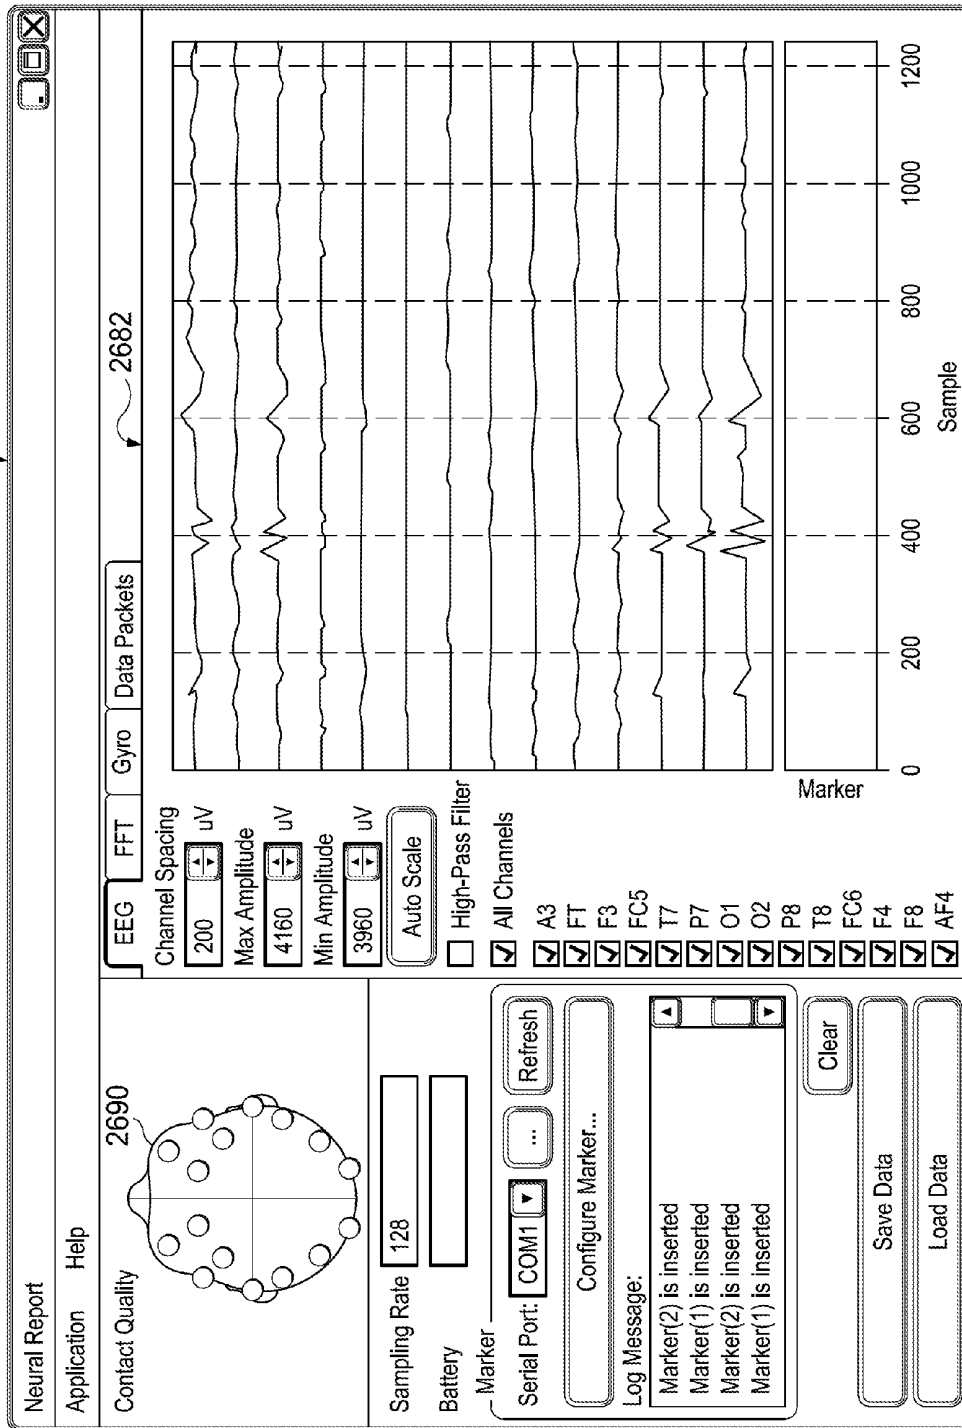 Neural Report
Application Help
Contact Quality
2690
Sampling Rate 128
Battery
Marker
Serial Port: COM1 ... Refresh
Configure Marker...
Log Message:
Marker(2) is inserted
Marker(1) is inserted
Marker(2) is inserted
Marker(1) is inserted
Clear
Save Data
Load Data
EEG FFT Gyro Data Packets
2682
Channel Spacing
200 uV
Max Amplitude
4160 uV
Min Amplitude
3960 uV
Auto Scale
High-Pass Filter
All Channels
A3
FT
F3
FC5
T7
P7
O1
O2
P8
T8
FC6
F4
F8
AF4
Marker
0 200 400 600 800 1000 1200
Sample